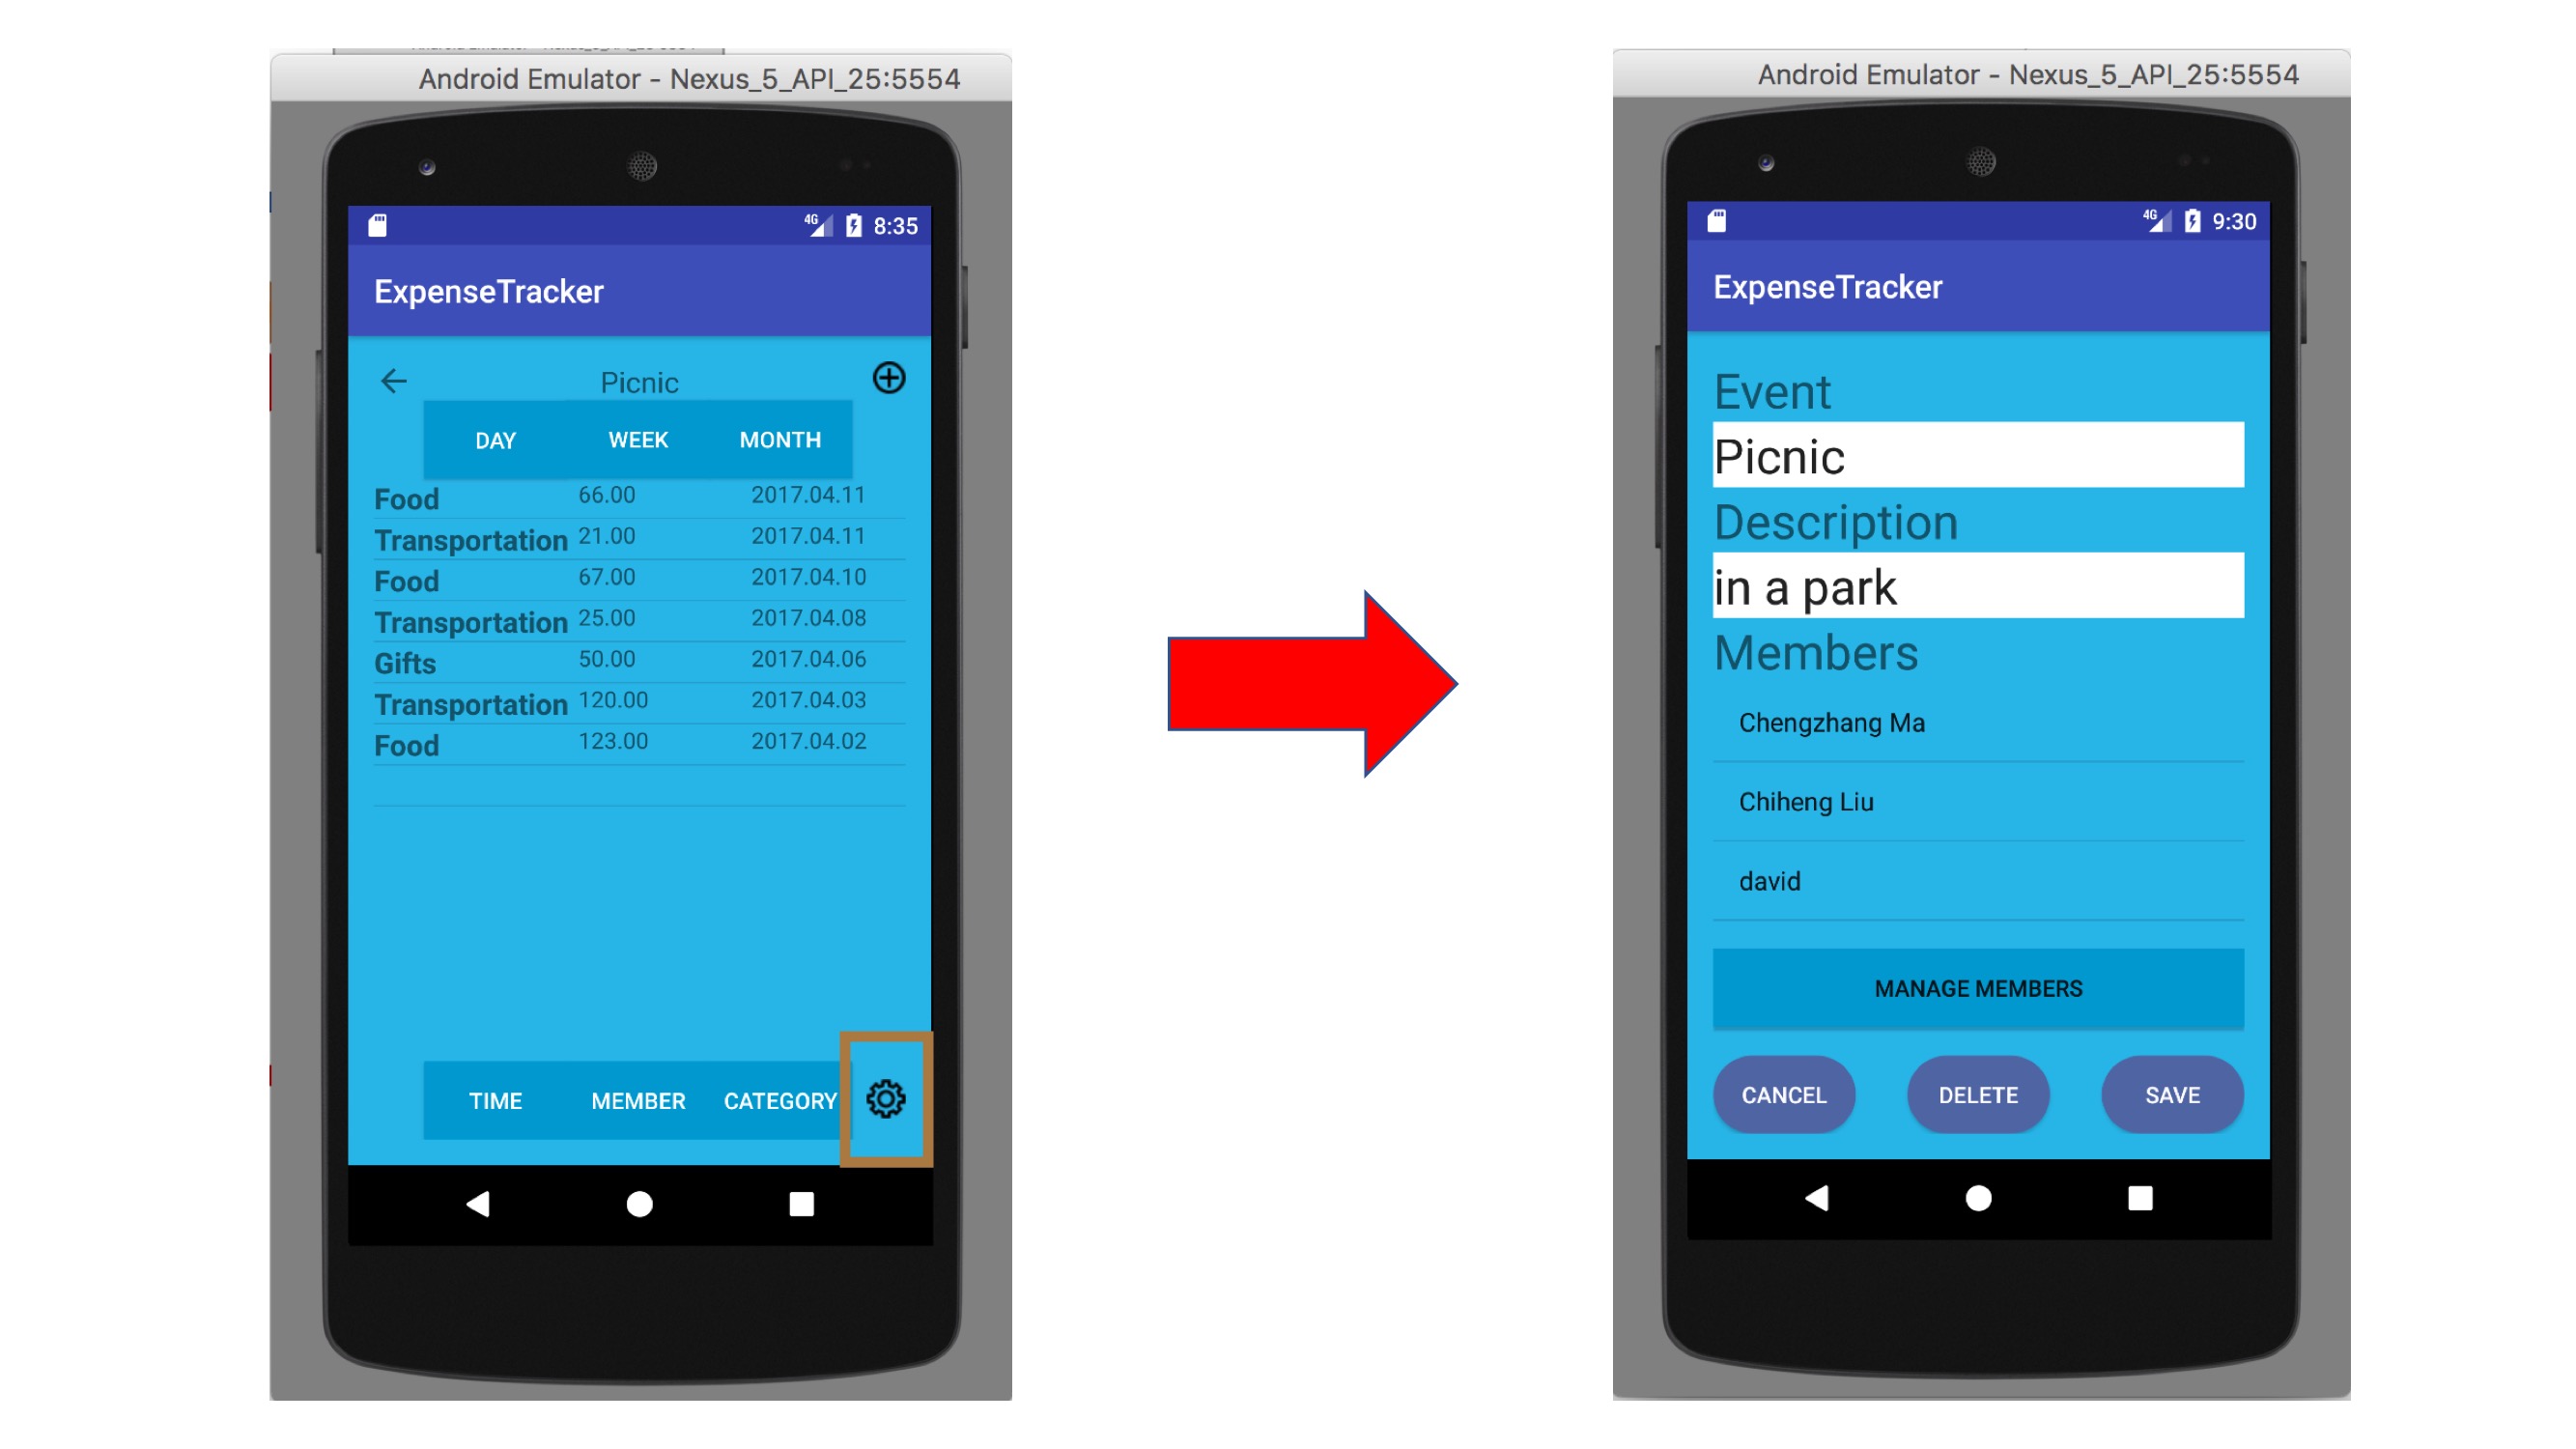 Android Emulator - Nexus_5_API_25:5554
4G 8:35
ExpenseTracker
Picnic
DAY WEEK MONTH
Food 66.00 2017.04.11
Transportation 21.00 2017.04.11
Food 67.00 2017.04.10
Transportation 25.00 2017.04.08
Gifts 50.00 2017.04.06
Transportation 120.00 2017.04.03
Food 123.00 2017.04.02
TIME MEMBER CATEGORY
Android Emulator - Nexus_5_API_25:5554
4G 9:30
ExpenseTracker
Event
Picnic
Description
in a park
Members
Chengzhang Ma
Chiheng Liu
david
MANAGE MEMBERS
CANCEL DELETE SAVE